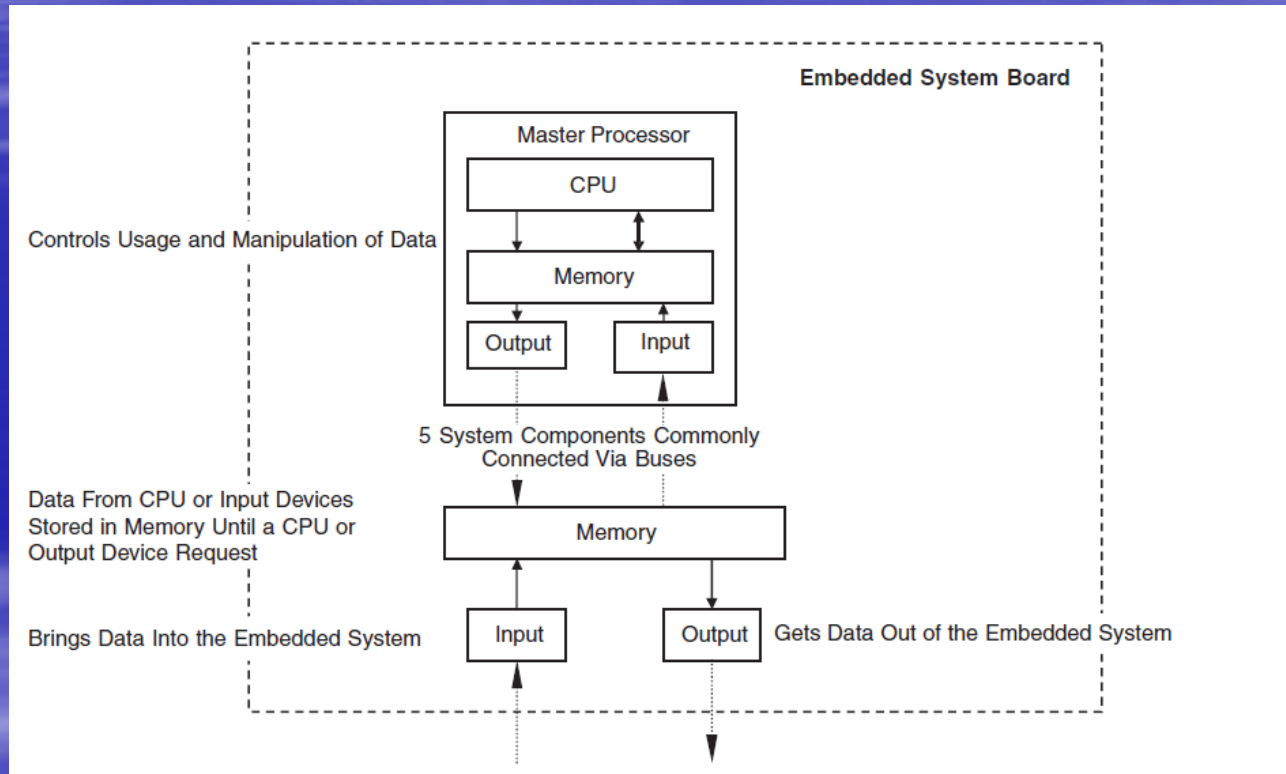 Embedded System Board
Master Processor
CPU
Controls Usage and Manipulation of Data
Memory
Output
Input
5 System Components Commonly
Connected Via Buses
Data From CPU or Input Devices
Stored in Memory Until a CPU or
Output Device Request
Memory
Brings Data Into the Embedded System
Input
Output
Gets Data Out of the Embedded System